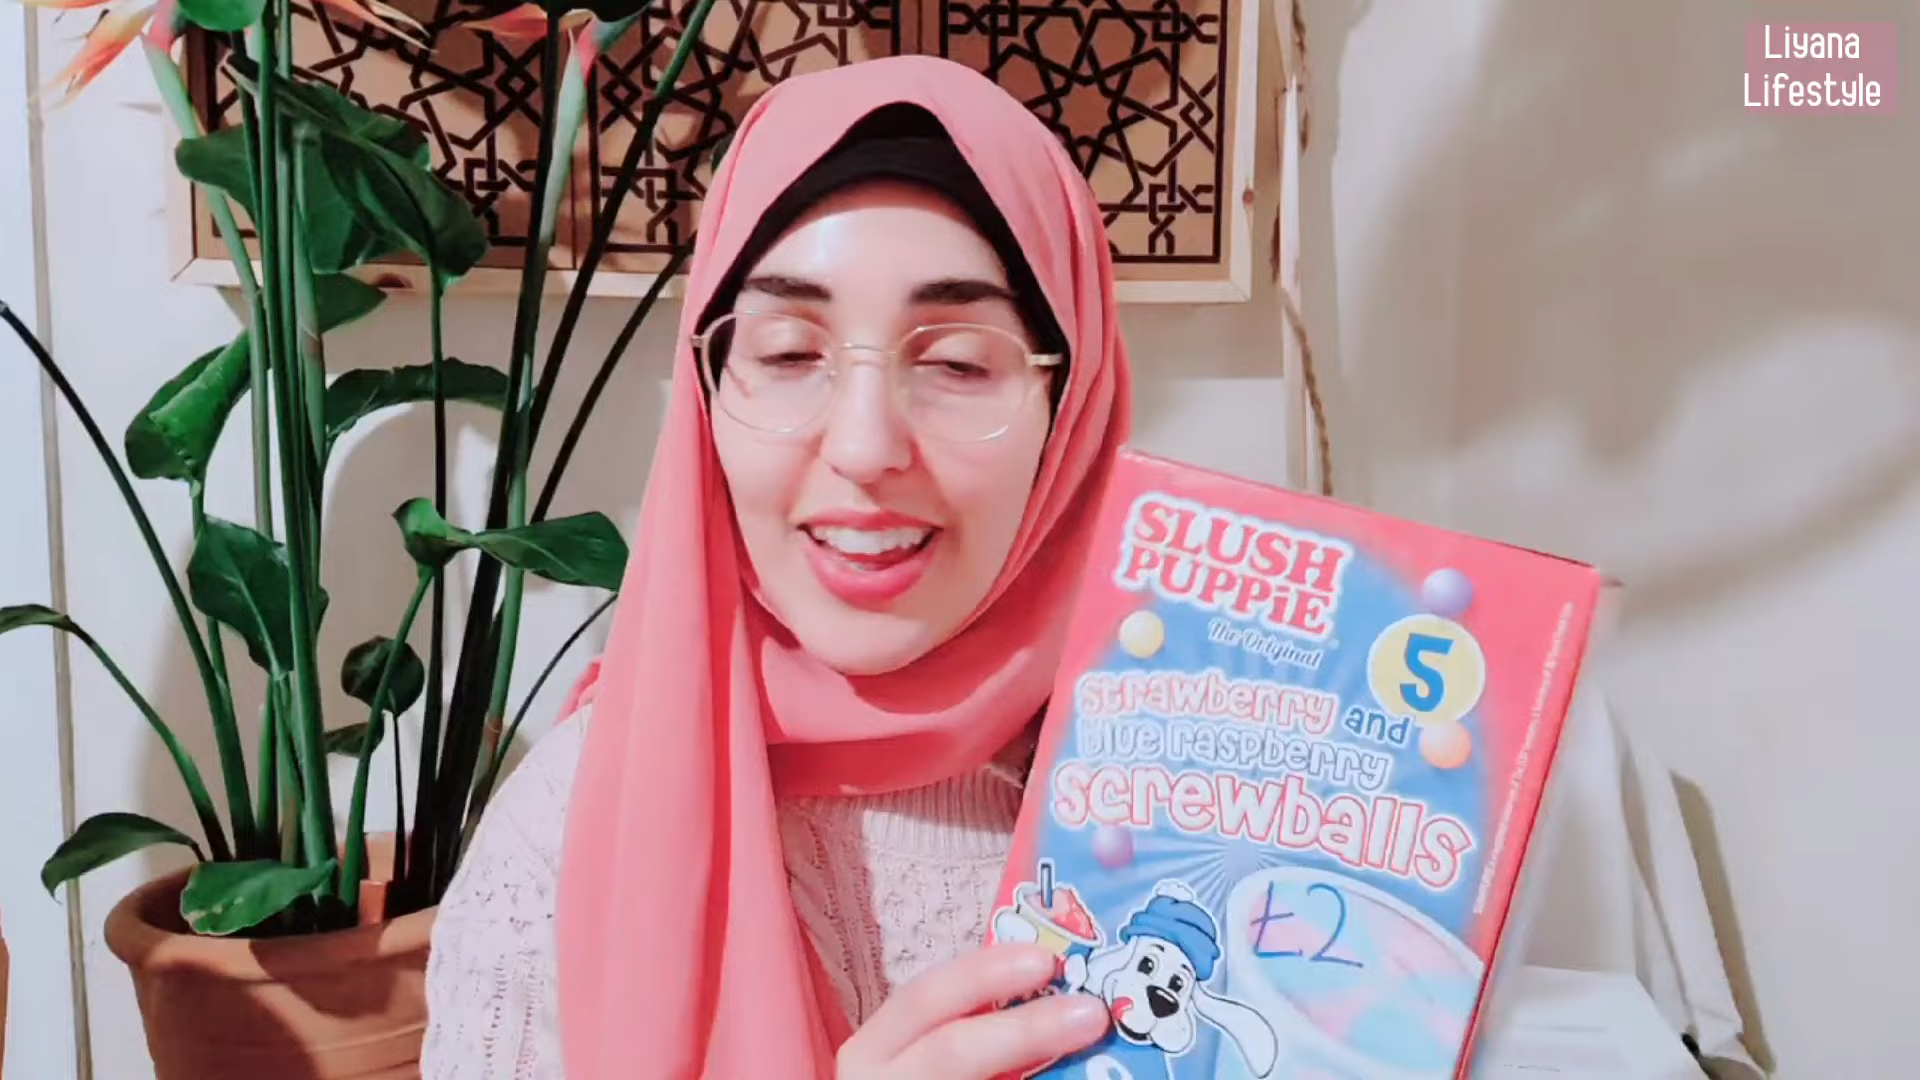 Liyana
Lifestyle
SLUSH
PUPPiE
The Original
5
strawberry and
blue raspberry
screwballs
£2